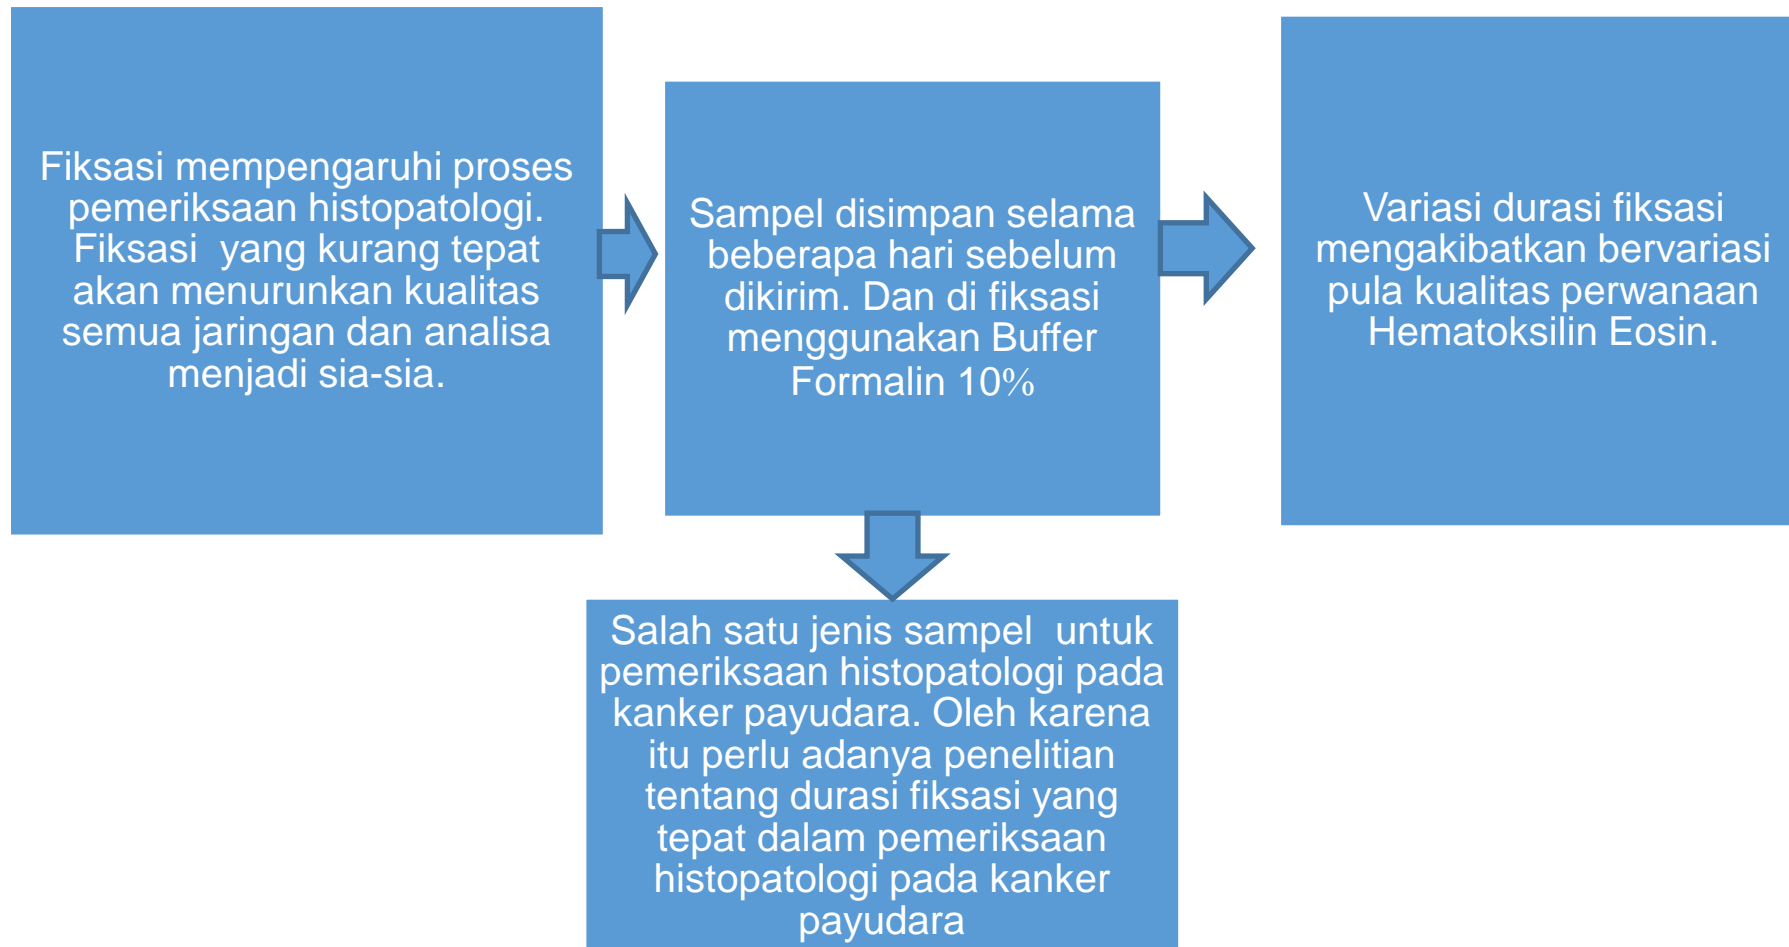 Fiksasi mempengaruhi proses
pemeriksaan histopatologi.
Fiksasi  yang kurang tepat
akan menurunkan kualitas
semua jaringan dan analisa
menjadi sia-sia.
Sampel disimpan selama
beberapa hari sebelum
dikirim. Dan di fiksasi
menggunakan Buffer
Formalin 10%
Variasi durasi fiksasi
mengakibatkan bervariasi
pula kualitas perwanaan
Hematoksilin Eosin.
Salah satu jenis sampel  untuk
pemeriksaan histopatologi pada
kanker payudara. Oleh karena
itu perlu adanya penelitian
tentang durasi fiksasi yang
tepat dalam pemeriksaan
histopatologi pada kanker
payudara